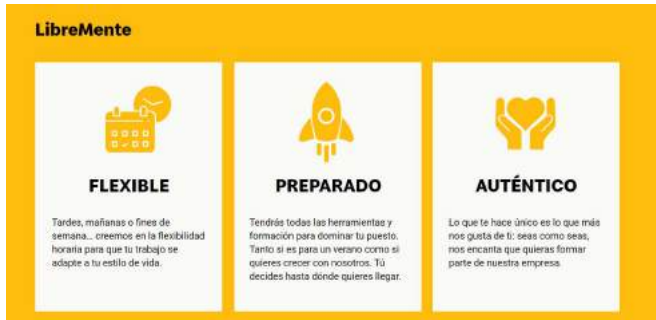 LibreMente
FLEXIBLE
Tardes, mañanas o fines de
semana... creemos en la flexibilidad
horaria para que tu trabajo se
adapte a tu estilo de vida.
PREPARADO
Tendrás todas las herramientas y
formación para dominar tu puesto.
Tanto si es para un verano como si
quieres crecer con nosotros. Tú
decides hasta dónde quieres llegar.
AUTÉNTICO
Lo que te hace único es lo que más
nos gusta de ti: seas como seas,
nos encanta que quieras formar
parte de nuestra empresa.